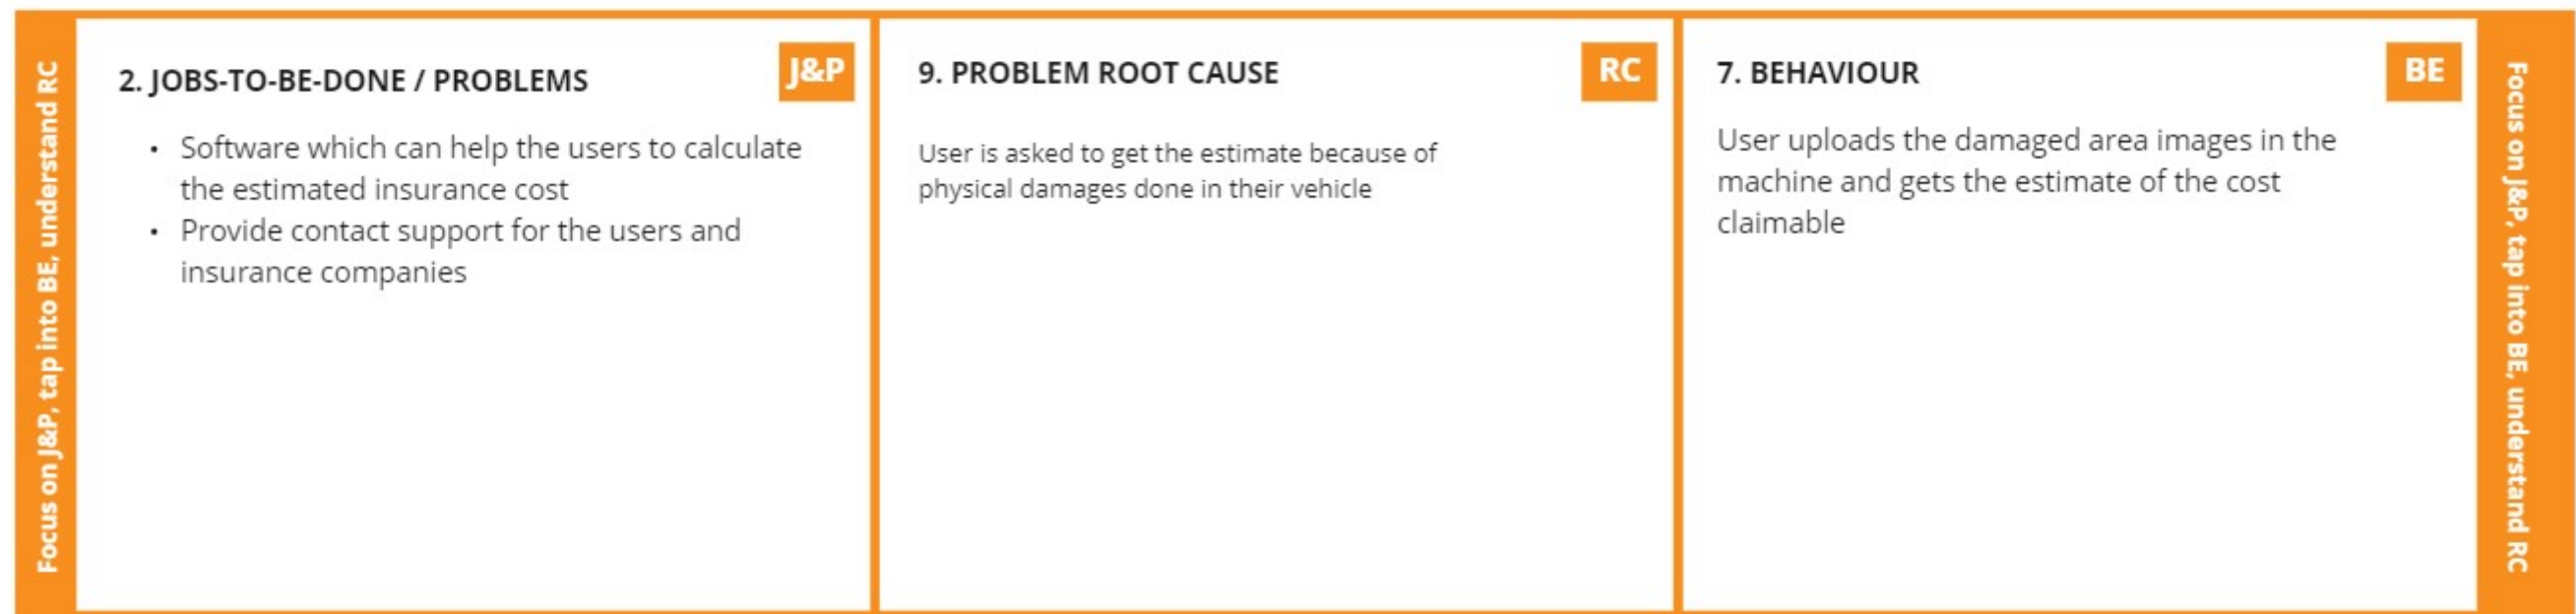 Focus on J&P, tap into BE, understand RC
2. JOBS-TO-BE-DONE / PROBLEMS
J&P
• Software which can help the users to calculate
the estimated insurance cost
• Provide contact support for the users and
insurance companies
9. PROBLEM ROOT CAUSE
RC
User is asked to get the estimate because of
physical damages done in their vehicle
7. BEHAVIOUR
BE
User uploads the damaged area images in the
machine and gets the estimate of the cost
claimable
Focus on J&P, tap into BE, understand RC